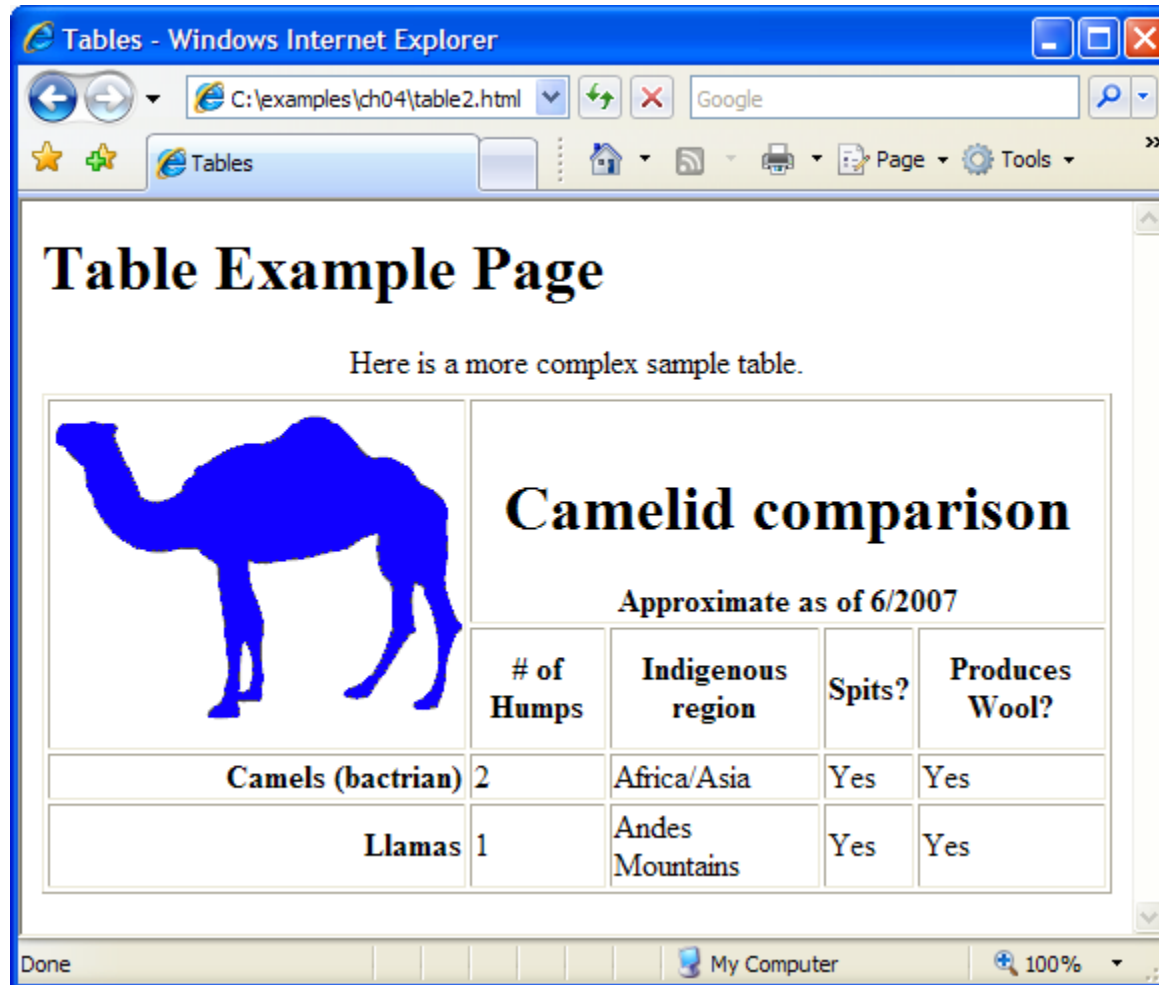 Tables - Windows Internet Explorer
C:\examples\ch04\table2.html
Google
Tables
Page
Tools
»
Table Example Page
Here is a more complex sample table.
Camelid comparison
Approximate as of 6/2007
# of
Humps
Indigenous
region
Spits?
Produces
Wool?
Camels (bactrian) 2 Africa/Asia Yes Yes
Llamas 1 Andes
Mountains Yes Yes
Done
My Computer
100%